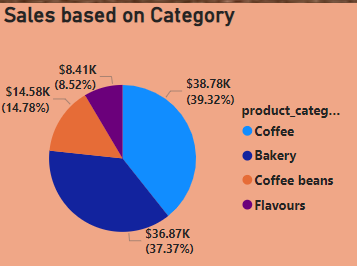 Sales based on Category
$8.41K
(8.52%)
$38.78K
(39.32%)
$14.58K
(14.78%)
product_categ...
Coffee
Bakery
Coffee beans
Flavours
$36.87K
(37.37%)